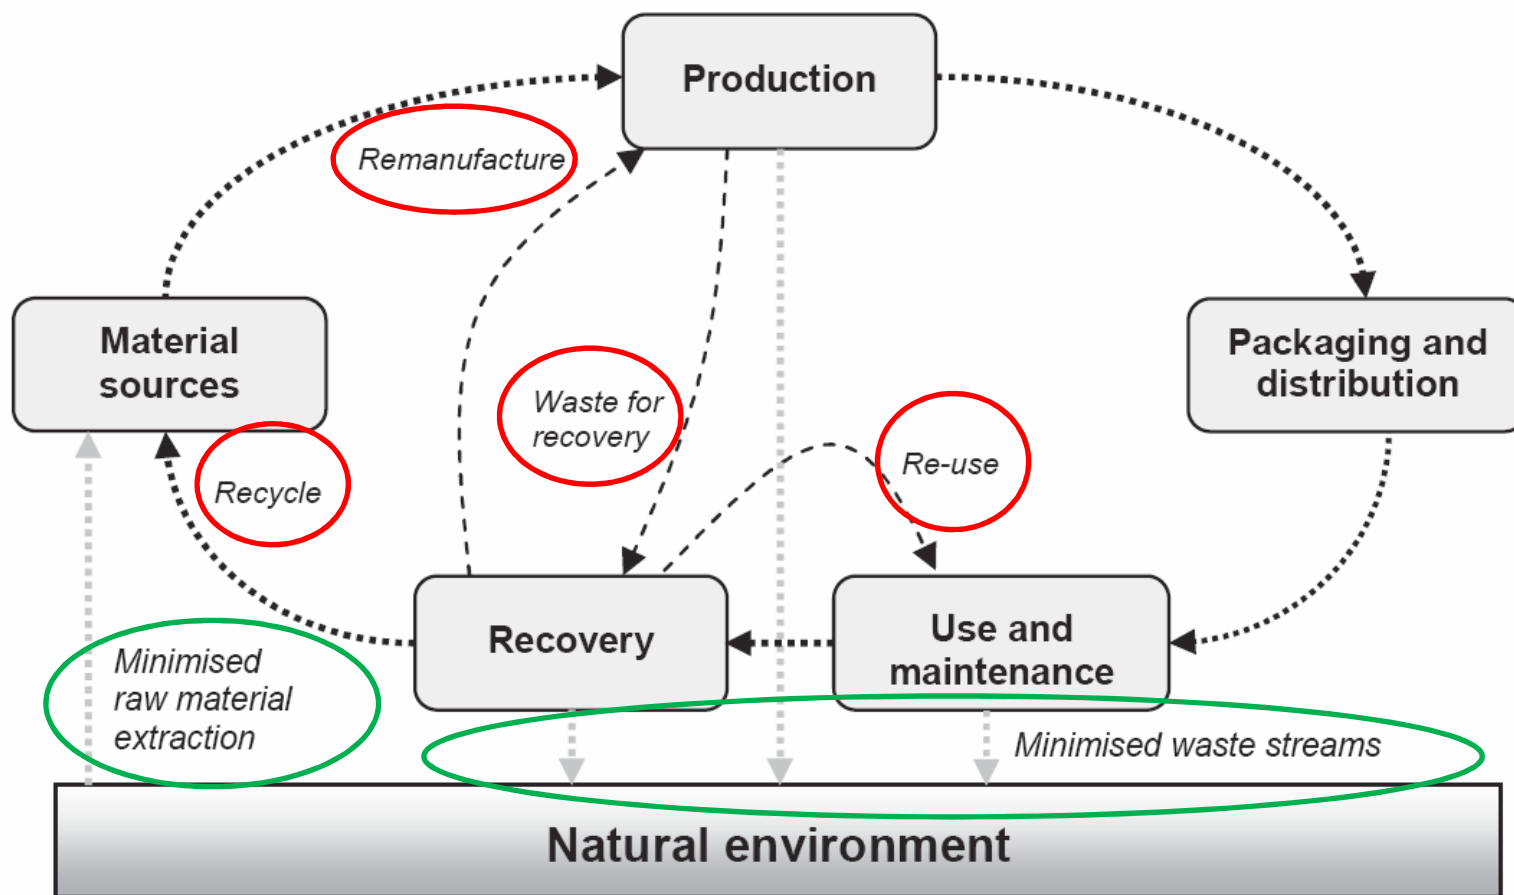 Production
Remanufacture
Material
sources
Packaging and
distribution
Waste for
recovery
Re-use
Recycle
Recovery
Use and
maintenance
Minimised
raw material
extraction
Minimised waste streams
Natural environment